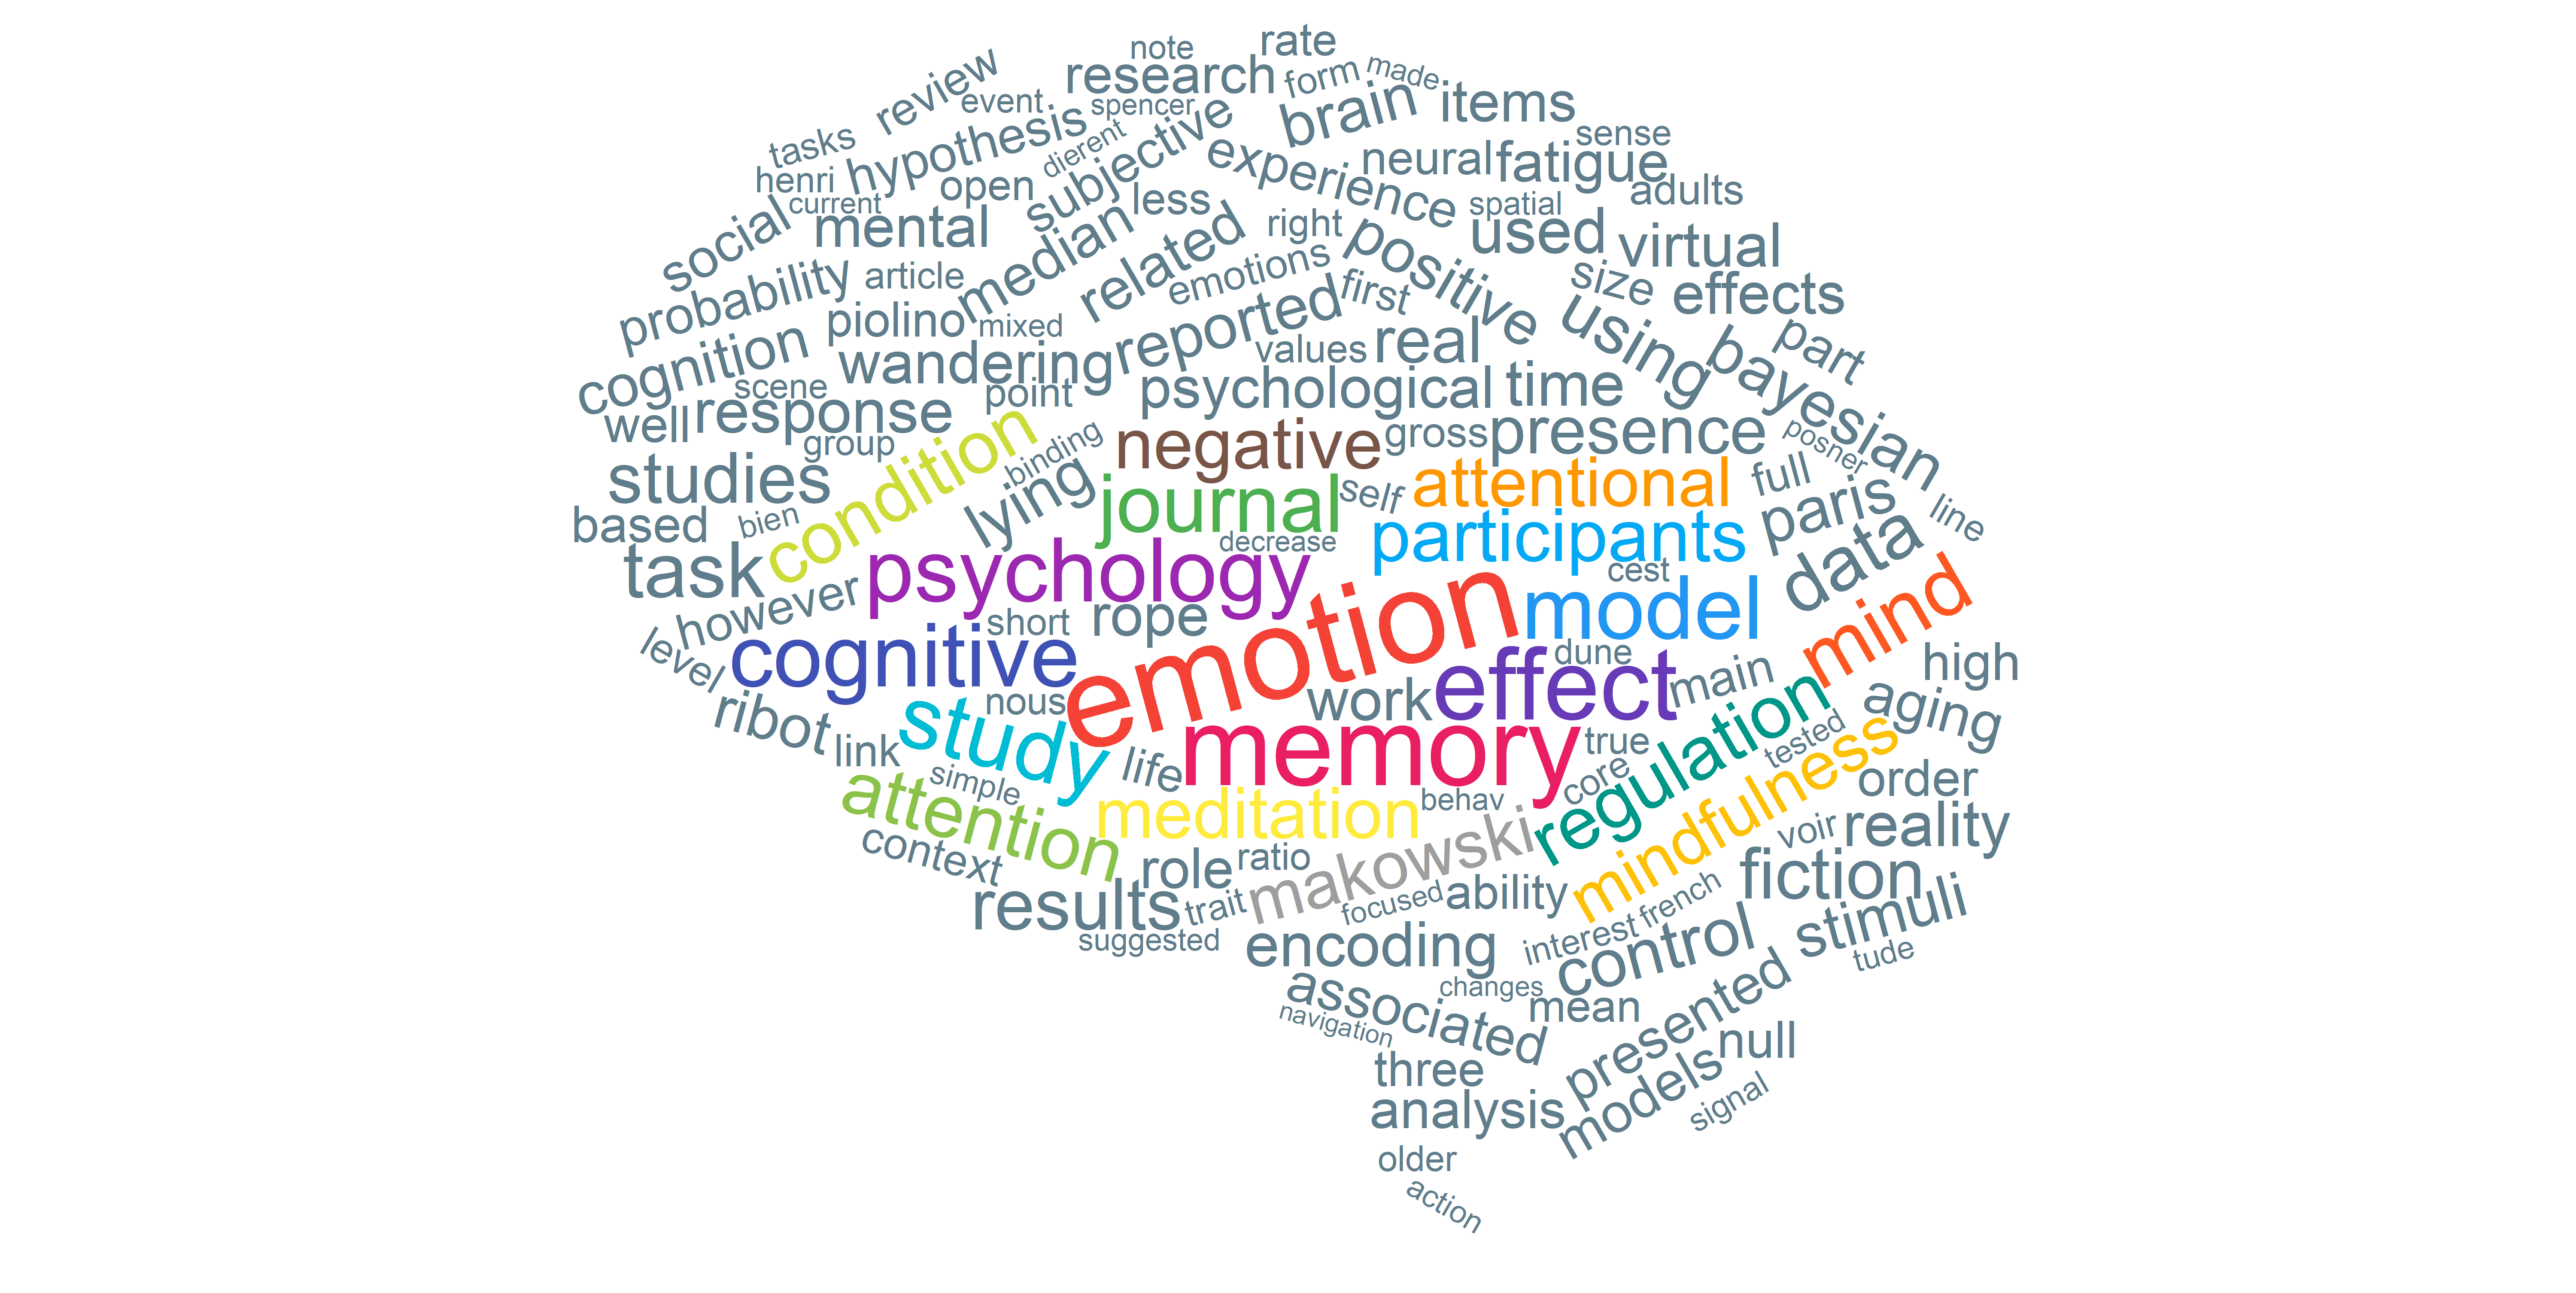 note
rate
research
form
made
review
event
spencer
brain
items
tasks
hypothesis
dierent
subjective
experience
neural
fatigue
sense
henri
open
less
spatial
adults
social
current
mental
median
related
right
positive
used
virtual
probability
article
emotions
first
size
effects
piolino
mixed
reported
using
part
cognition
scene
wandering
values
real
bayesian
well
response
point
psychological
time
group
condition
binding
negative
gross
presence
posner
studies
lying
journal
self
attentional
full
paris
line
based
bien
decrease
participants
data
task
psychology
cest
however
short
rope
emotion
model
mind
level
cognitive
dune
high
ribot
nous
work
effect
main
aging
link
study
life
memory
true
regulation
tested
order
attention
simple
meditation
behav
core
mindfulness
voir
reality
context
role
ratio
makowski
fiction
results
trait
focused
ability
french
stimuli
suggested
encoding
interest
control
tude
associated
changes
mean
presented
navigation
null
three
models
analysis
signal
older
action